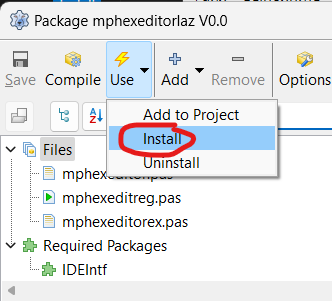 Package mphexeditorlaz V0.0
Save Compile Use Add Remove Options
Add to Project
Install
Uninstall
Files
mphexeditor.pas
mphexeditreg.pas
mphexeditorex.pas
Required Packages
IDEIntf